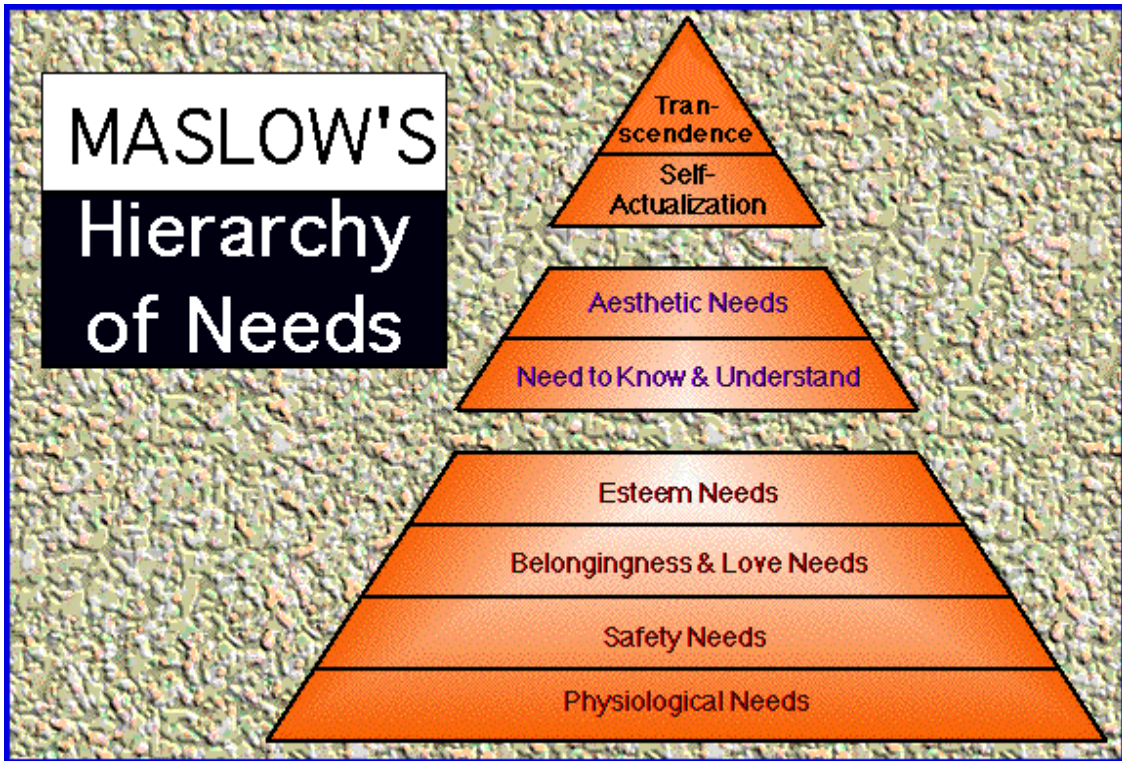 MASLOW'S
Hierarchy
of Needs
Tran-
scendence
Self-
Actualization
Aesthetic Needs
Need to Know & Understand
Esteem Needs
Belongingness & Love Needs
Safety Needs
Physiological Needs